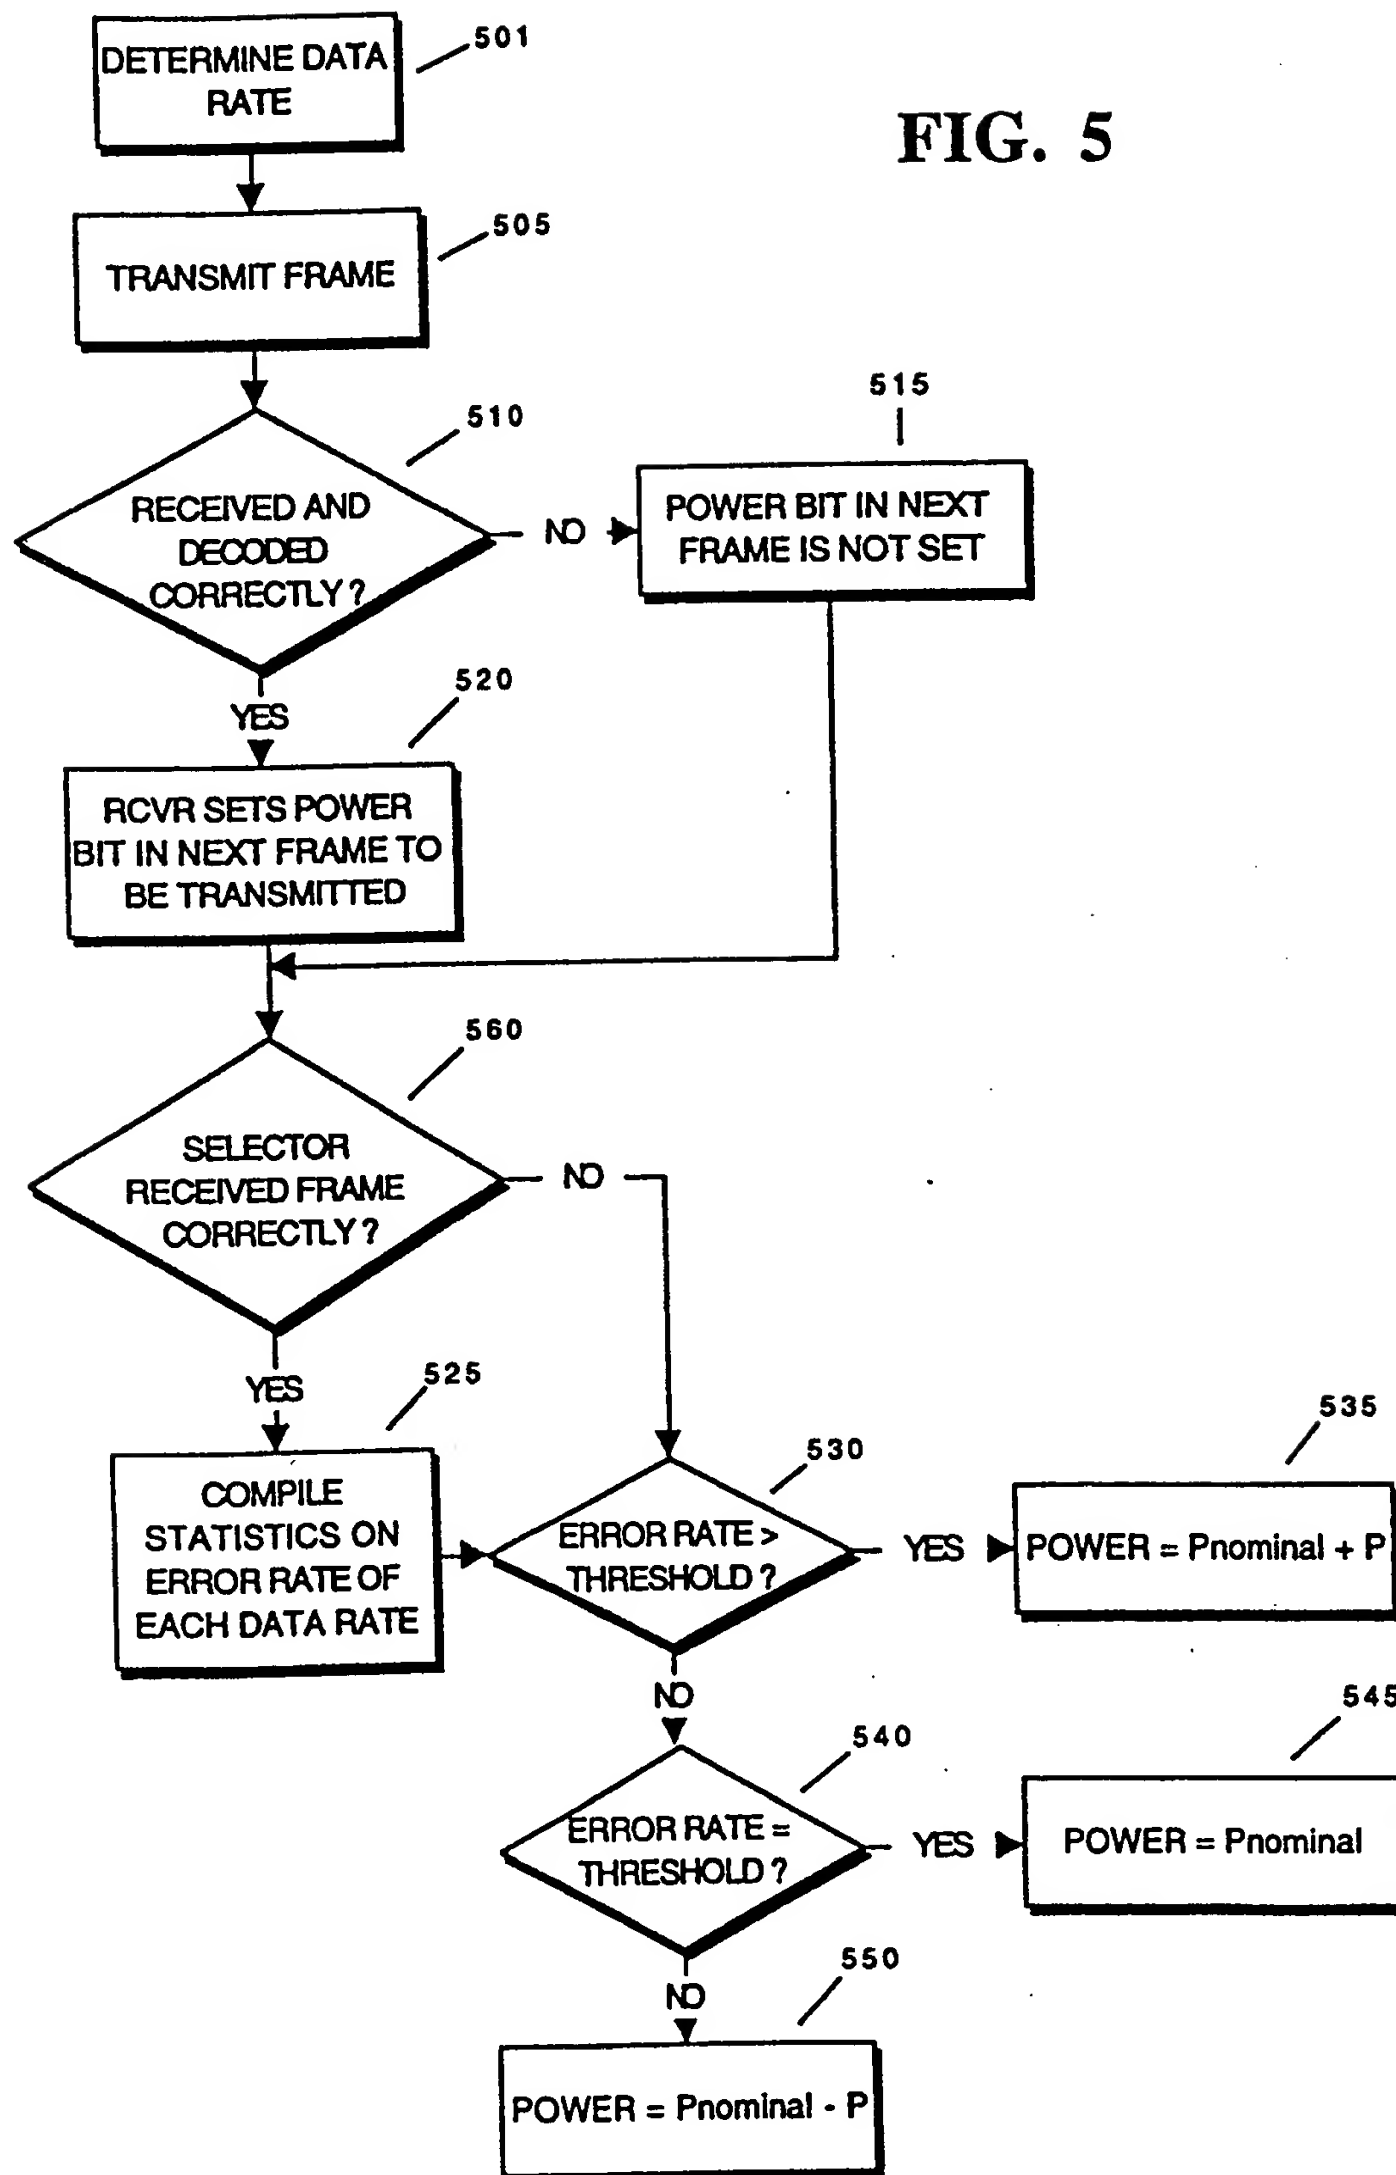 DETERMINE DATA
RATE
501
FIG. 5
TRANSMIT FRAME
505
RECEIVED AND
DECODED
CORRECTLY ?
510
NO
515
POWER BIT IN NEXT
FRAME IS NOT SET
YES
520
RCVR SETS POWER
BIT IN NEXT FRAME TO
BE TRANSMITTED
560
SELECTOR
RECEIVED FRAME
CORRECTLY ?
NO
YES
525
COMPILE
STATISTICS ON
ERROR RATE OF
EACH DATA RATE
530
ERROR RATE >
THRESHOLD ?
YES
535
POWER = Pnominal + P
NO
540
ERROR RATE =
THRESHOLD ?
YES
545
POWER = Pnominal
NO
550
POWER = Pnominal - P